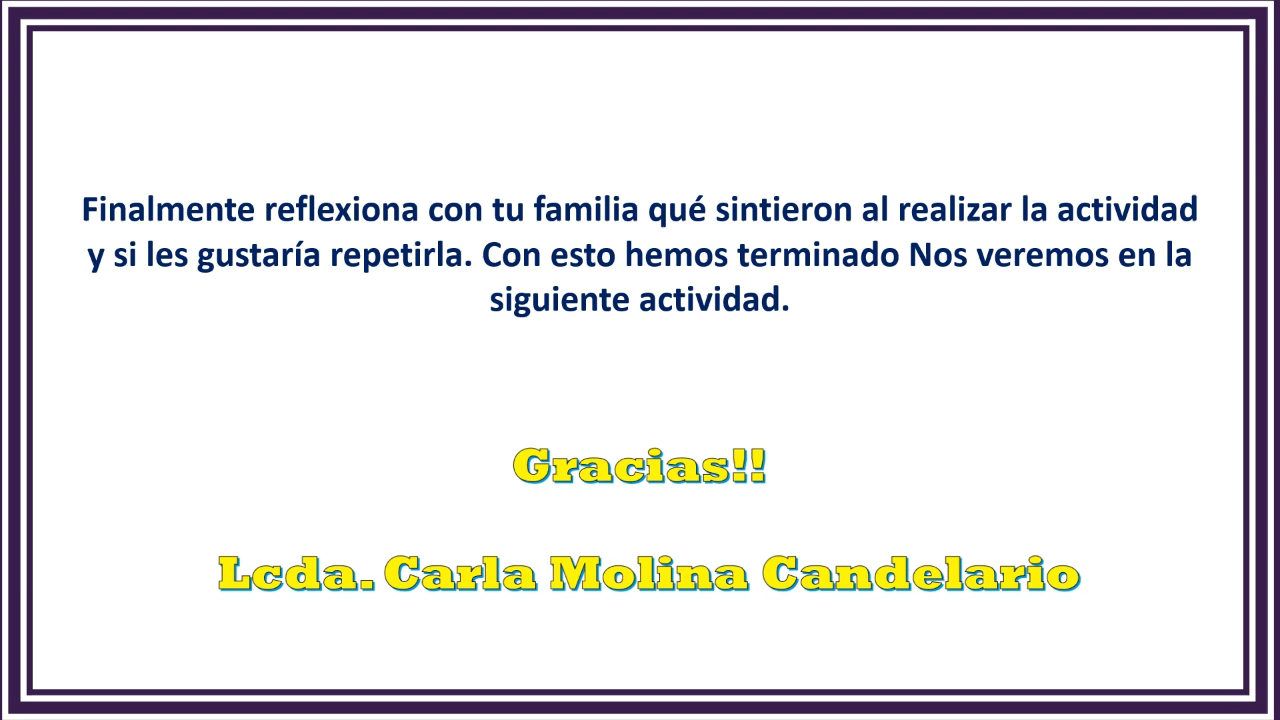 Finalmente reflexiona con tu familia qué sintieron al realizar la actividad
y si les gustaría repetirla. Con esto hemos terminado Nos veremos en la
siguiente actividad.
Gracias!!
Lcda. Carla Molina Candelario